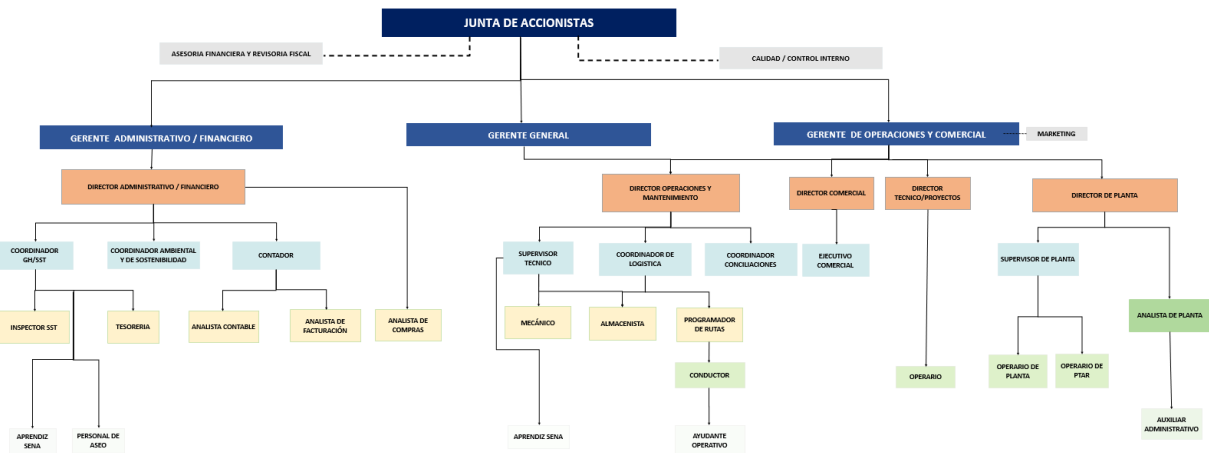 JUNTA DE ACCIONISTAS
ASESORIA FINANCIERA Y REVISORIA FISCAL
CALIDAD / CONTROL INTERNO
GERENTE ADMINISTRATIVO / FINANCIERO
GERENTE GENERAL
GERENTE DE OPERACIONES Y COMERCIAL
MARKETING
DIRECTOR ADMINISTRATIVO / FINANCIERO
DIRECTOR OPERACIONES Y
MANTENIMIENTO
DIRECTOR COMERCIAL
DIRECTOR
TECNICO/PROYECTOS
DIRECTOR DE PLANTA
COORDINADOR
GH/SST
COORDINADOR AMBIENTAL
Y DE SOSTENIBILIDAD
CONTADOR
SUPERVISOR
TECNICO
COORDINADOR DE
LOGISTICA
COORDINADOR
CONCILIACIONES
EJECUTIVO
COMERCIAL
SUPERVISOR DE PLANTA
INSPECTOR SST
TESORERIA
ANALISTA CONTABLE
ANALISTA DE
FACTURACIÓN
ANALISTA DE
COMPRAS
MECÁNICO
ALMACENISTA
PROGRAMADOR
DE RUTAS
ANALISTA DE PLANTA
CONDUCTOR
OPERARIO
OPERARIO DE
PLANTA
OPERARIO DE
PTAR
APRENDIZ
SENA
PERSONAL DE
ASEO
APRENDIZ SENA
AYUDANTE
OPERATIVO
AUXILIAR
ADMINISTRATIVO